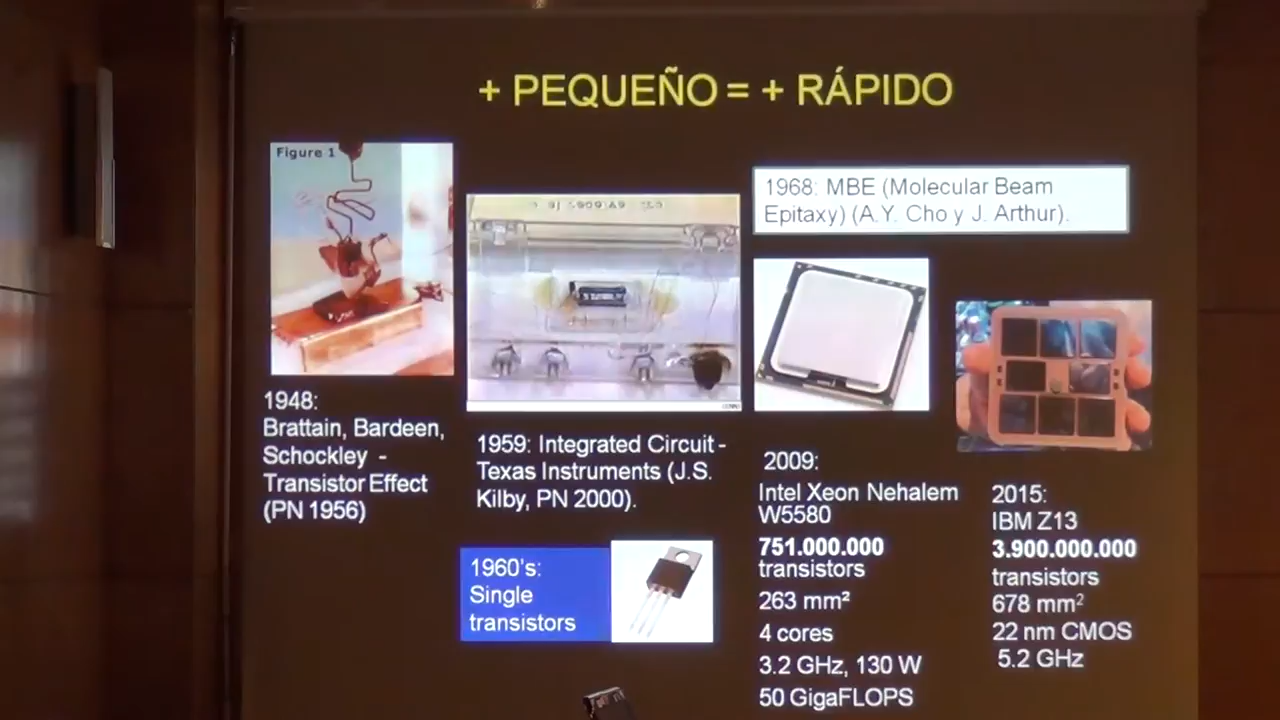 + PEQUEÑO = + RÁPIDO
Figure 1
1948:
Brattain, Bardeen,
Schockley -
Transistor Effect
(PN 1956)
1959: Integrated Circuit -
Texas Instruments (J.S.
Kilby, PN 2000).
1960's:
Single
transistors
1968: MBE (Molecular Beam
Epitaxy) (A.Y. Cho y J. Arthur).
2009:
Intel Xeon Nehalem
W5580
751.000.000
transistors
263 mm²
4 cores
3.2 GHz, 130 W
50 GigaFLOPS
2015:
IBM Z13
3.900.000.000
transistors
678 mm²
22 nm CMOS
5.2 GHz